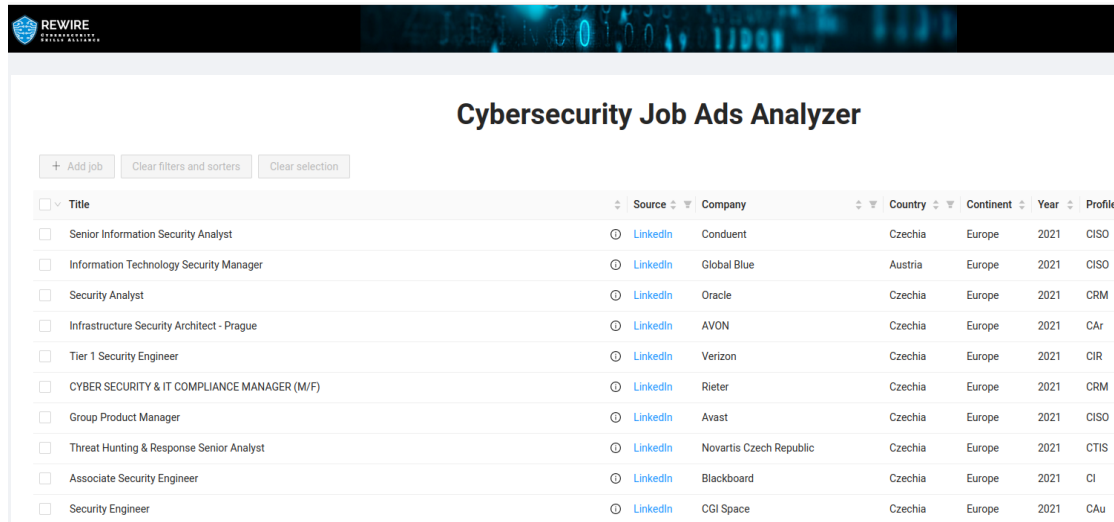 REWIRE
CYBERSECURITY
SKILLS ALLIANCE
Cybersecurity Job Ads Analyzer
+ Add job Clear filters and sorters Clear selection
Title Source Company Country Continent Year Profile
Senior Information Security Analyst LinkedIn Conduent Czechia Europe 2021 CISO
Information Technology Security Manager LinkedIn Global Blue Austria Europe 2021 CISO
Security Analyst LinkedIn Oracle Czechia Europe 2021 CRM
Infrastructure Security Architect - Prague LinkedIn AVON Czechia Europe 2021 CAr
Tier 1 Security Engineer LinkedIn Verizon Czechia Europe 2021 CIR
CYBER SECURITY & IT COMPLIANCE MANAGER (M/F) LinkedIn Rieter Czechia Europe 2021 CRM
Group Product Manager LinkedIn Avast Czechia Europe 2021 CISO
Threat Hunting & Response Senior Analyst LinkedIn Novartis Czech Republic Czechia Europe 2021 CTIS
Associate Security Engineer LinkedIn Blackboard Czechia Europe 2021 CI
Security Engineer LinkedIn CGI Space Czechia Europe 2021 CAu